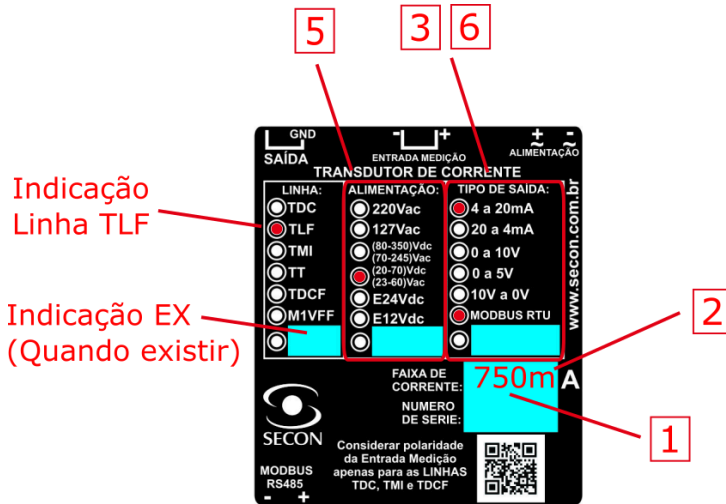 5
3
6
GND
- +
+ -
~ ~
SAÍDA
ENTRADA MEDIÇÃO
ALIMENTAÇÃO
TRANSDUTOR DE CORRENTE
Indicação
Linha TLF
LINHA:
TDC
TLF
TMI
TT
TDCF
M1VFF
ALIMENTAÇÃO:
220Vac
127Vac
(80-350)Vdc
(70-245)Vac
(20-70)Vdc
(23-60)Vac
E24Vdc
E12Vdc
TIPO DE SAÍDA:
4 a 20mA
20 a 4mA
0 a 10V
0 a 5V
10V a 0V
MODBUS RTU
www.secon.com.br
Indicação EX
(Quando existir)
2
FAIXA DE
CORRENTE:
750m A
NUMERO
DE SERIE:
1
SECON
Considerar polaridade
da Entrada Medição
apenas para as LINHAS
TDC, TMI e TDCF
MODBUS
RS485
- +